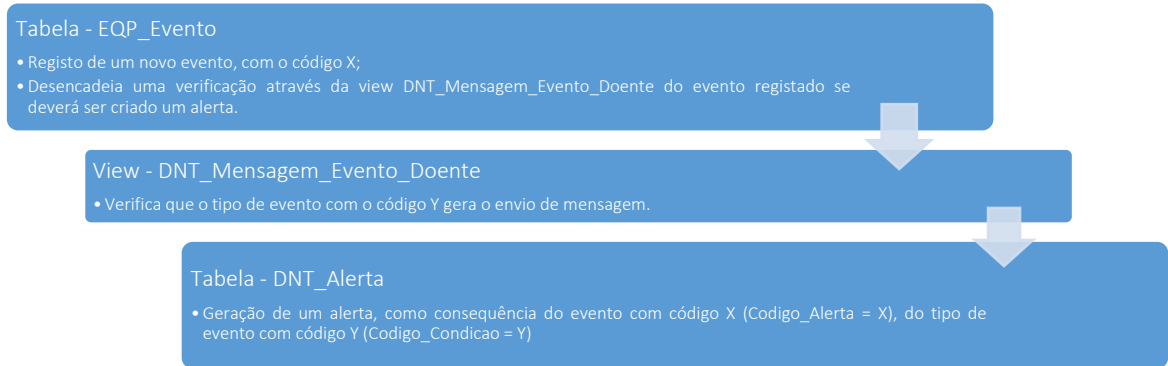 Tabela - EQP_Evento
• Registo de um novo evento, com o código X;
• Desencadeia uma verificação através da view DNT_Mensagem_Evento_Doente do evento registado se
deverá ser criado um alerta.
View - DNT_Mensagem_Evento_Doente
• Verifica que o tipo de evento com o código Y gera o envio de mensagem.
Tabela - DNT_Alerta
• Geração de um alerta, como consequência do evento com código X (Codigo_Alerta = X), do tipo de
evento com código Y (Codigo_Condicao = Y)